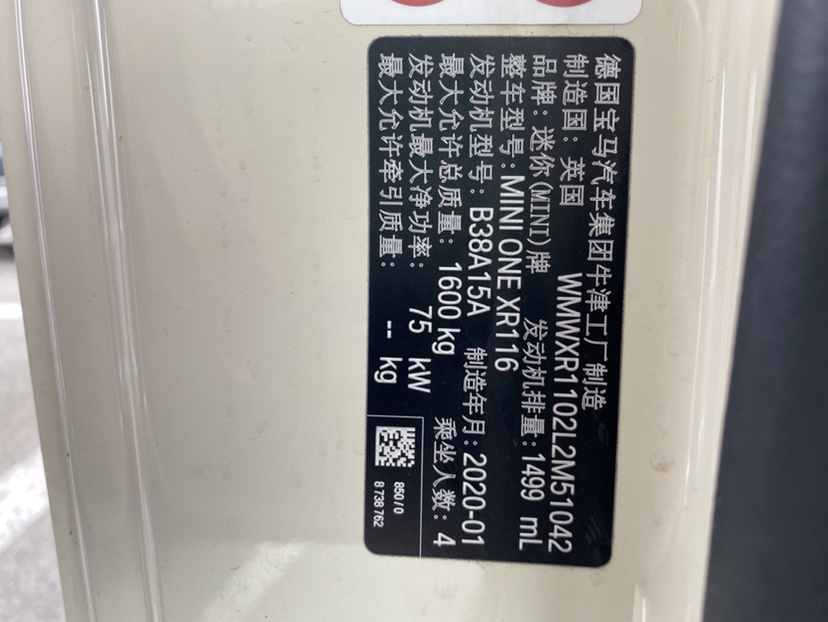 德国宝马汽车集团牛津工厂制造
制造国：英国 WMWXR1102L2M51042
品牌：迷你(MINI)牌 发动机排量：1499 mL
整车型号：MINI ONE XR116
发动机型号：B38A15A 制造年月：2020-01
最大允许总质量：1600 kg 乘坐人数：4
发动机最大净功率：75 kW
最大允许牵引质量：-- kg
850/0
8 738 762